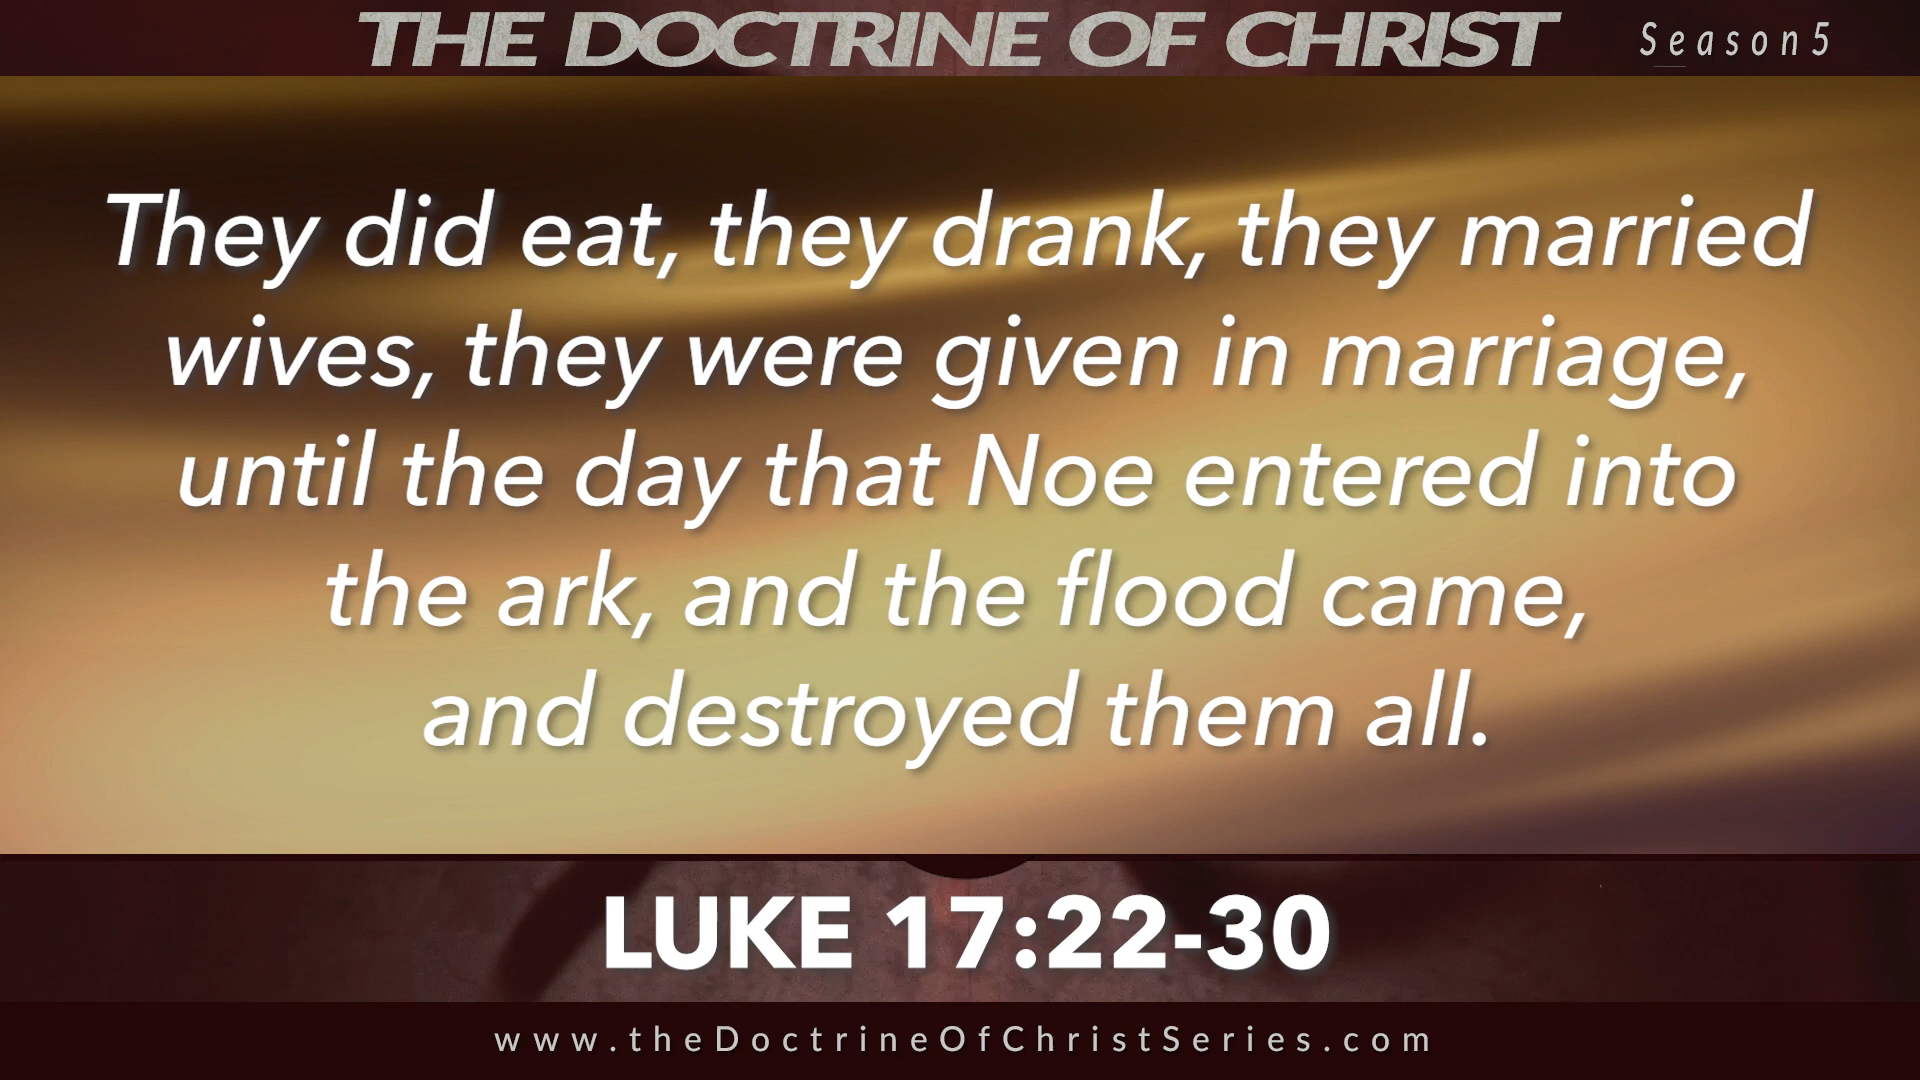 THE DOCTRINE OF CHRIST
Season5
They did eat, they drank, they married
wives, they were given in marriage,
until the day that Noe entered into
the ark, and the flood came,
and destroyed them all.
LUKE 17:22-30
www.theDoctrineOfChristSeries.com